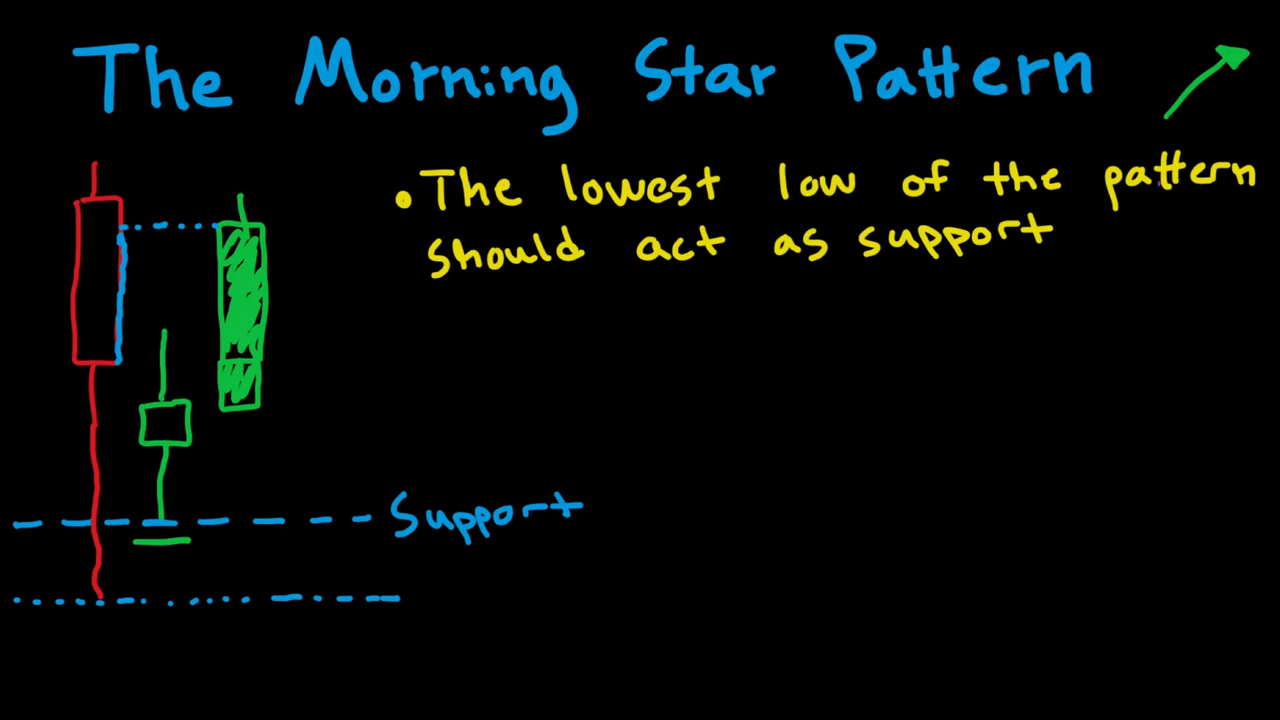 The Morning Star Pattern
• The lowest low of the pattern
should act as support
Support